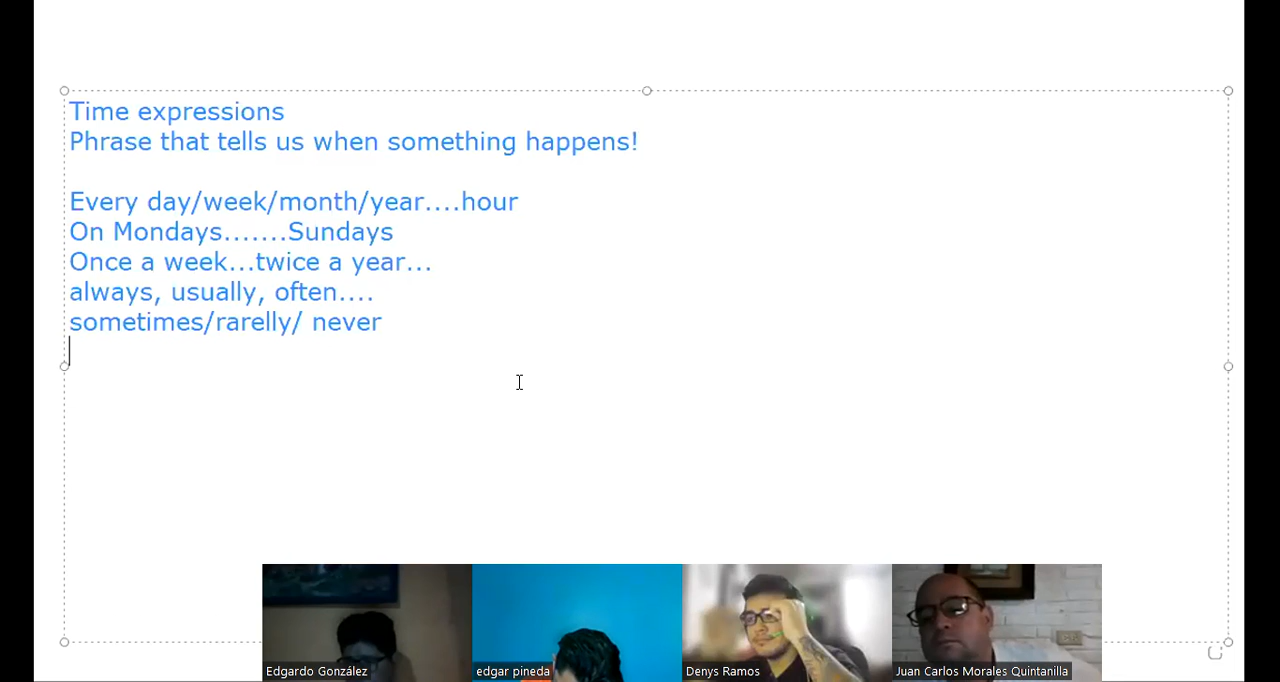 Time expressions
Phrase that tells us when something happens!
Every day/week/month/year....hour
On Mondays.......Sundays
Once a week...twice a year...
always, usually, often....
sometimes/rarelly/ never
Edgardo González
edgar pineda
Denys Ramos
Juan Carlos Morales Quintanilla